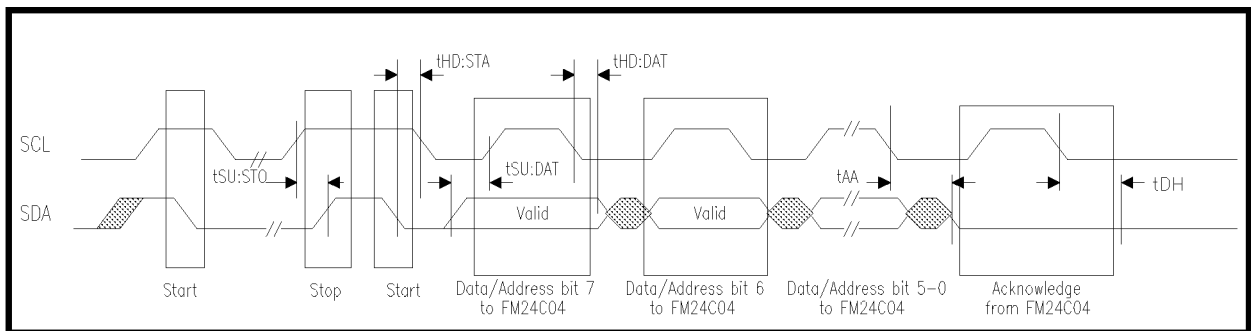 tHD:STA
tHD:DAT
SCL
tSU:STO
tSU:DAT
tAA
tDH
SDA
Valid
Valid
Start
Stop
Start
Data/Address bit 7
to FM24C04
Data/Address bit 6
to FM24C04
Data/Address bit 5-0
to FM24C04
Acknowledge
from FM24C04